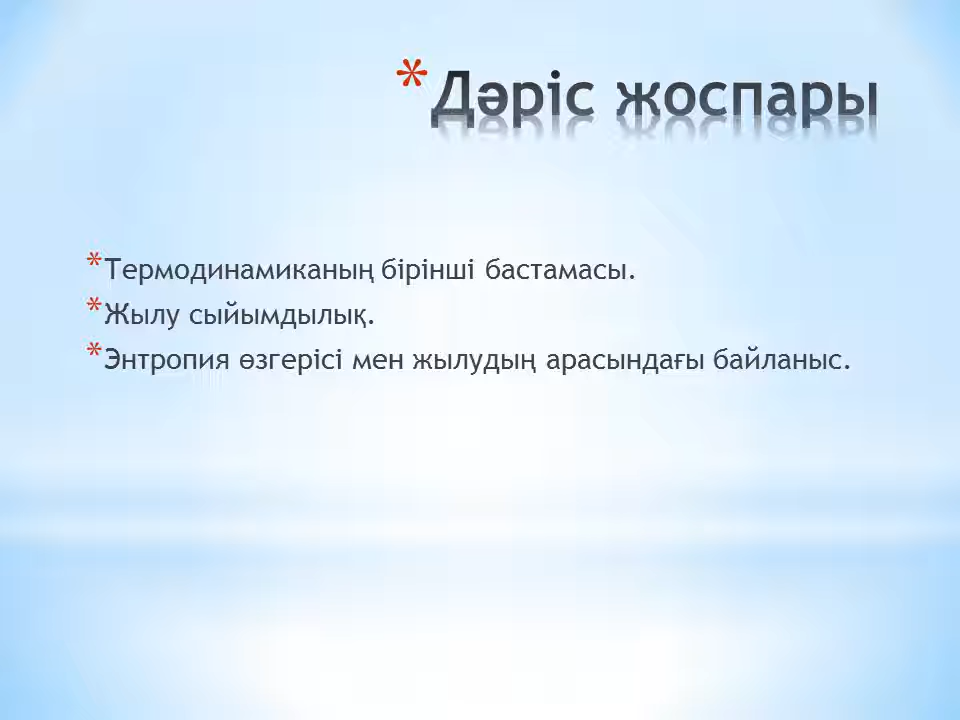 * Дәріс жоспары
* Термодинамиканың бірінші бастамасы.
* Жылу сыйымдылық.
* Энтропия өзгерісі мен жылудың арасындағы байланыс.